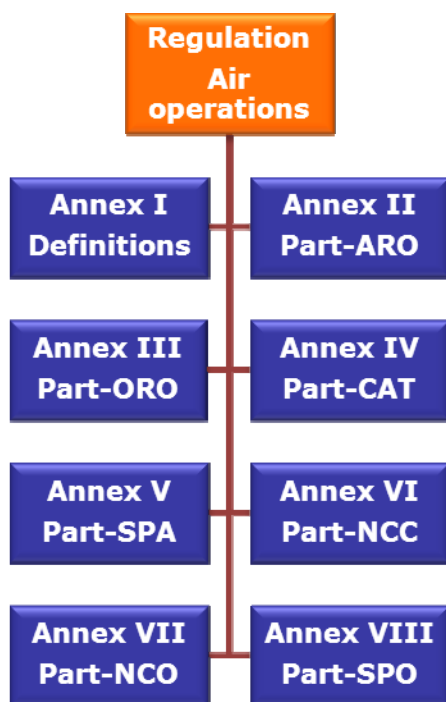 Regulation
Air
operations
Annex I
Definitions
Annex II
Part-ARO
Annex III
Part-ORO
Annex IV
Part-CAT
Annex V
Part-SPA
Annex VI
Part-NCC
Annex VII
Part-NCO
Annex VIII
Part-SPO